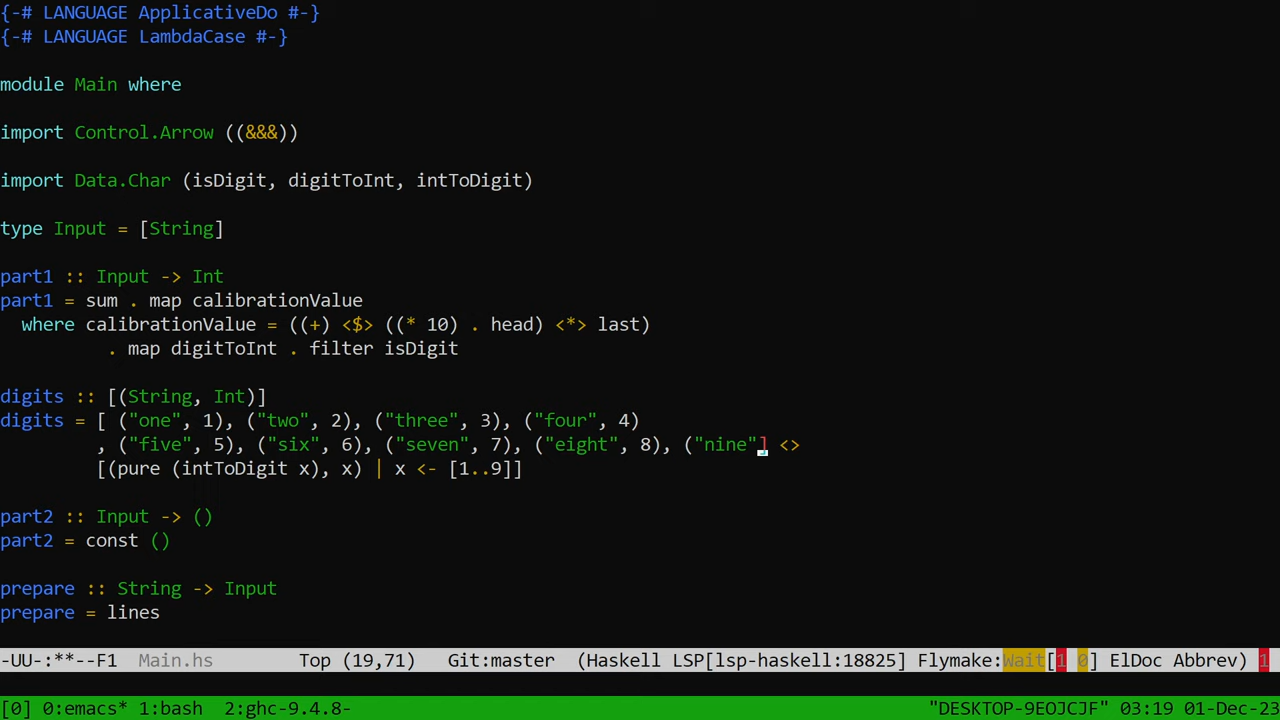 {-# LANGUAGE ApplicativeDo #-}
{-# LANGUAGE LambdaCase #-}
module Main where
import Control.Arrow ((&&&))
import Data.Char (isDigit, digitToInt, intToDigit)
type Input = [String]
part1 :: Input -> Int
part1 = sum . map calibrationValue
  where calibrationValue = ((+) <$> ((* 10) . head) <*> last)
          . map digitToInt . filter isDigit
digits :: [(String, Int)]
digits = [ ("one", 1), ("two", 2), ("three", 3), ("four", 4)
         , ("five", 5), ("six", 6), ("seven", 7), ("eight", 8), ("nine"] <>
         [(pure (intToDigit x), x) | x <- [1..9]]
part2 :: Input -> ()
part2 = const ()
prepare :: String -> Input
prepare = lines
-UU-:**--F1  Main.hs        Top (19,71)   Git:master  (Haskell LSP[lsp-haskell:18825] Flymake:Wait[1 0] ElDoc Abbrev) 1
[0] 0:emacs* 1:bash  2:ghc-9.4.8-                                                      "DESKTOP-9EOJCJF" 03:19 01-Dec-23